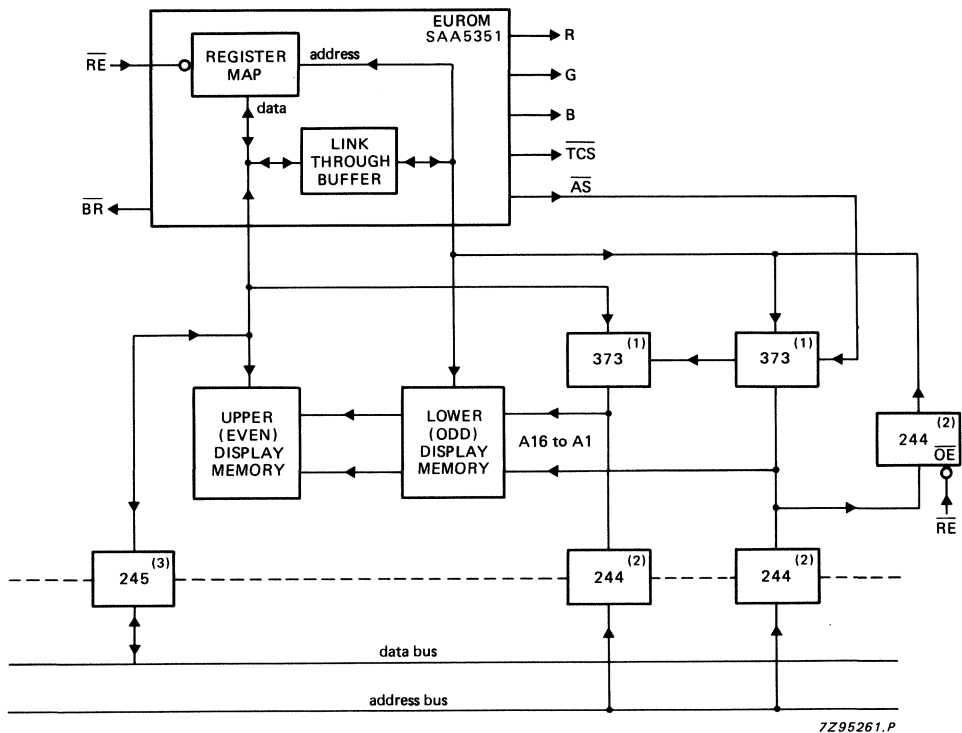 EUROM
SAA5351
R
REGISTER
MAP
address
RE
G
data
B
LINK
THROUGH
BUFFER
TCS
AS
BR
373 (1)
373 (1)
UPPER
(EVEN)
DISPLAY
MEMORY
LOWER
(ODD)
DISPLAY
MEMORY
A16 to A1
244 (2)
OE
RE
245 (3)
244 (2)
244 (2)
data bus
address bus
7Z95261.P